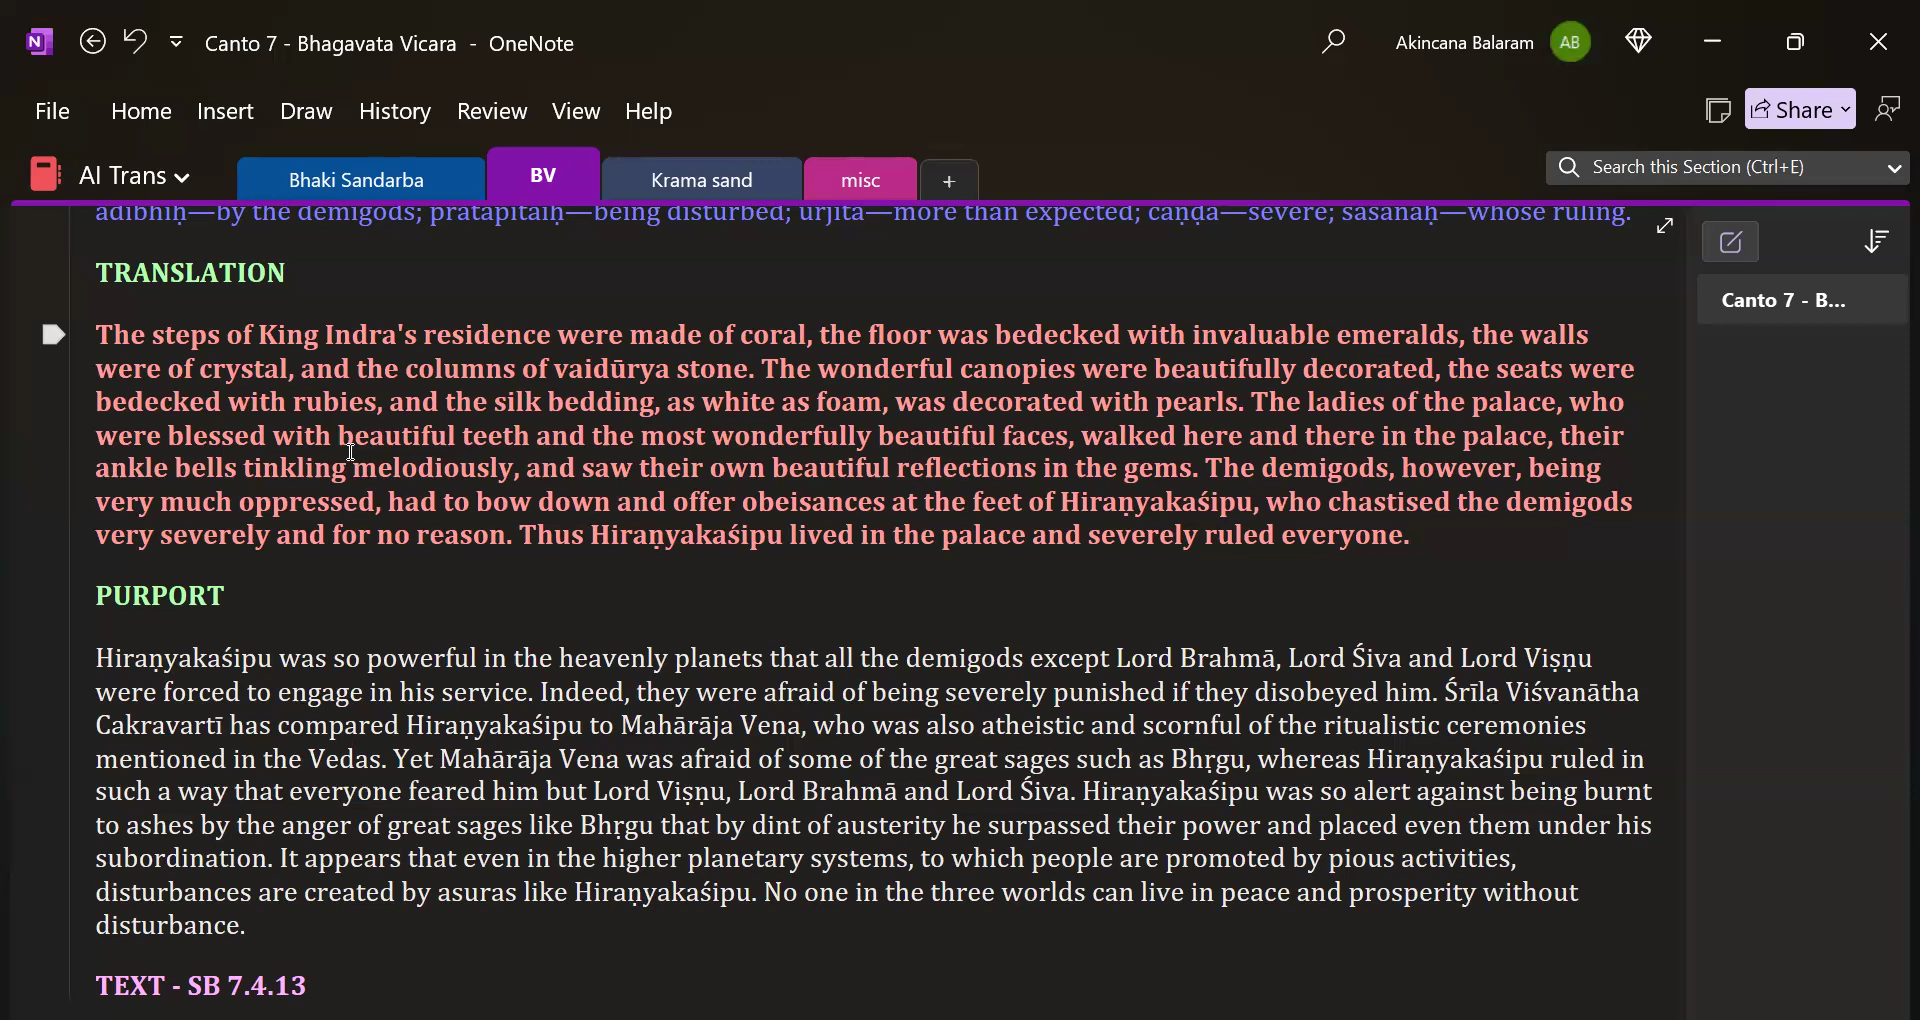 Canto 7 - Bhagavata Vicara - OneNote
Akincana Balaram AB
File Home Insert Draw History Review View Help
Share
AI Trans
Bhaki Sandarba BV Krama sand misc +
Search this Section (Ctrl+E)
ādibhiḥ—by the demigods; pratāpitaiḥ—being disturbed; ūrjita—more than expected; caṇḍa—severe; śāsanaḥ—whose ruling.
TRANSLATION
The steps of King Indra's residence were made of coral, the floor was bedecked with invaluable emeralds, the walls
were of crystal, and the columns of vaidūrya stone. The wonderful canopies were beautifully decorated, the seats were
bedecked with rubies, and the silk bedding, as white as foam, was decorated with pearls. The ladies of the palace, who
were blessed with beautiful teeth and the most wonderfully beautiful faces, walked here and there in the palace, their
ankle bells tinkling melodiously, and saw their own beautiful reflections in the gems. The demigods, however, being
very much oppressed, had to bow down and offer obeisances at the feet of Hiraṇyakaśipu, who chastised the demigods
very severely and for no reason. Thus Hiraṇyakaśipu lived in the palace and severely ruled everyone.
PURPORT
Hiraṇyakaśipu was so powerful in the heavenly planets that all the demigods except Lord Brahmā, Lord Śiva and Lord Viṣṇu
were forced to engage in his service. Indeed, they were afraid of being severely punished if they disobeyed him. Śrīla Viśvanātha
Cakravartī has compared Hiraṇyakaśipu to Mahārāja Vena, who was also atheistic and scornful of the ritualistic ceremonies
mentioned in the Vedas. Yet Mahārāja Vena was afraid of some of the great sages such as Bhṛgu, whereas Hiraṇyakaśipu ruled in
such a way that everyone feared him but Lord Viṣṇu, Lord Brahmā and Lord Śiva. Hiraṇyakaśipu was so alert against being burnt
to ashes by the anger of great sages like Bhṛgu that by dint of austerity he surpassed their power and placed even them under his
subordination. It appears that even in the higher planetary systems, to which people are promoted by pious activities,
disturbances are created by asuras like Hiraṇyakaśipu. No one in the three worlds can live in peace and prosperity without
disturbance.
TEXT - SB 7.4.13
Canto 7 - B...